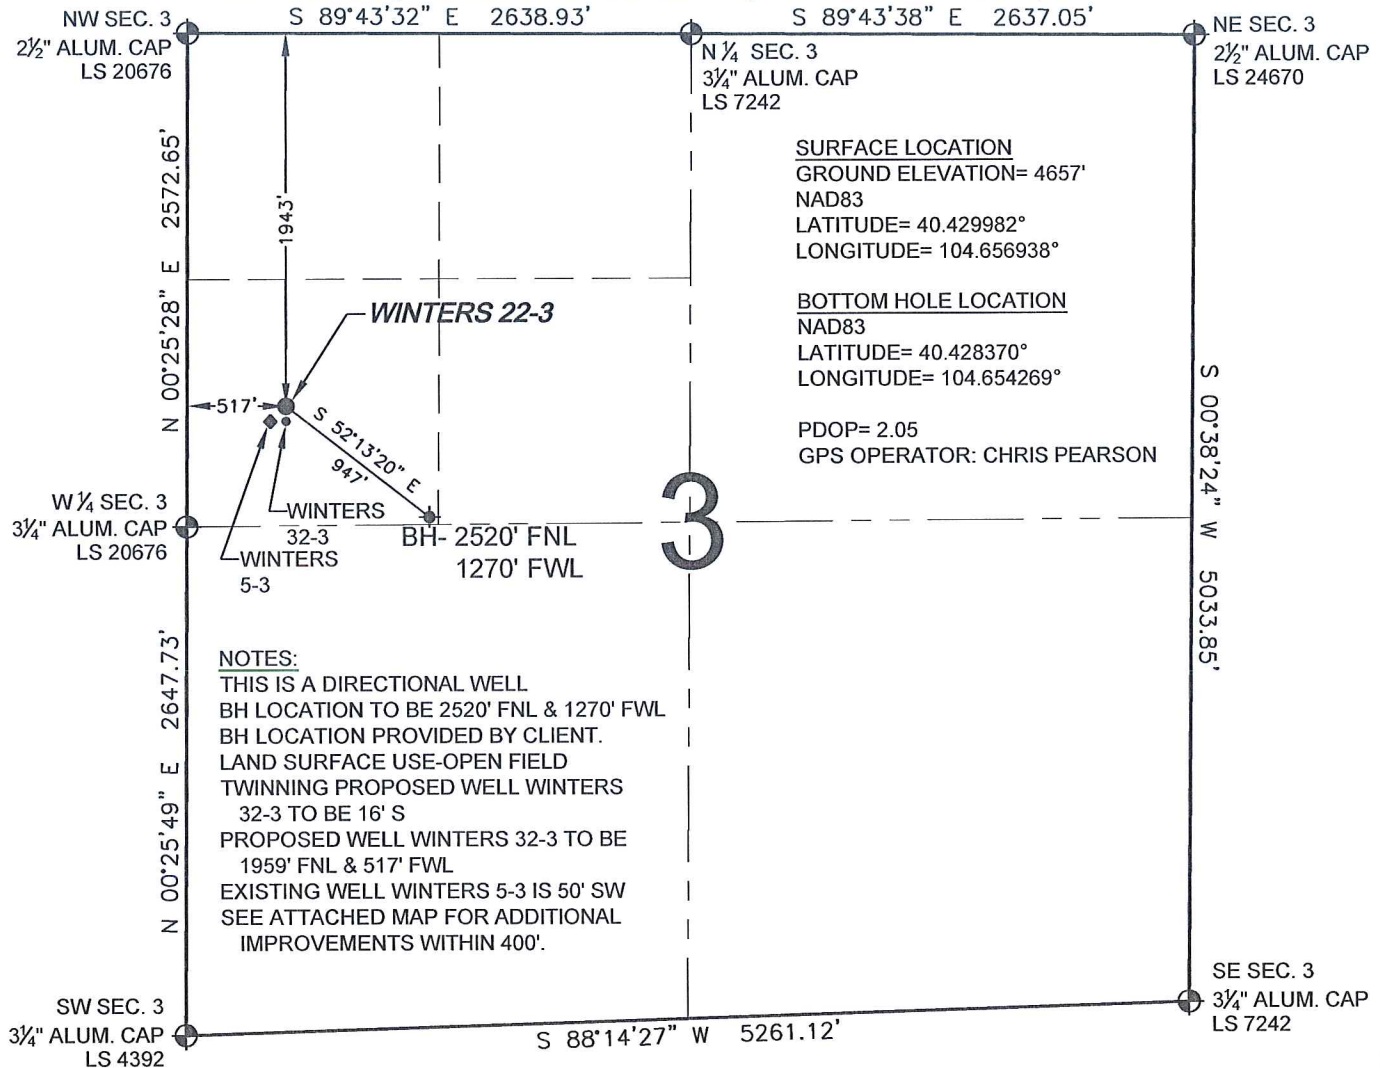 S 89°43'32" E 2638.93'
S 89°43'38" E 2637.05'
NW SEC. 3
2½" ALUM. CAP
LS 20676
N ¼ SEC. 3
3¼" ALUM. CAP
LS 7242
NE SEC. 3
2½" ALUM. CAP
LS 24670
N 00°25'28" E 2572.65'
1943'
SURFACE LOCATION
GROUND ELEVATION= 4657'
NAD83
LATITUDE= 40.429982°
LONGITUDE= 104.656938°
BOTTOM HOLE LOCATION
NAD83
LATITUDE= 40.428370°
LONGITUDE= 104.654269°
PDOP= 2.05
GPS OPERATOR: CHRIS PEARSON
WINTERS 22-3
517'
S 52°13'20" E
947'
S 00°38'24" W 5033.85'
W ¼ SEC. 3
3¼" ALUM. CAP
LS 20676
WINTERS
32-3
WINTERS
5-3
BH- 2520' FNL
1270' FWL
3
N 00°25'49" E 2647.73'
NOTES:
THIS IS A DIRECTIONAL WELL
BH LOCATION TO BE 2520' FNL & 1270' FWL
BH LOCATION PROVIDED BY CLIENT.
LAND SURFACE USE-OPEN FIELD
TWINNING PROPOSED WELL WINTERS
32-3 TO BE 16' S
PROPOSED WELL WINTERS 32-3 TO BE
1959' FNL & 517' FWL
EXISTING WELL WINTERS 5-3 IS 50' SW
SEE ATTACHED MAP FOR ADDITIONAL
IMPROVEMENTS WITHIN 400'.
SW SEC. 3
3¼" ALUM. CAP
LS 4392
S 88°14'27" W 5261.12'
SE SEC. 3
3¼" ALUM. CAP
LS 7242